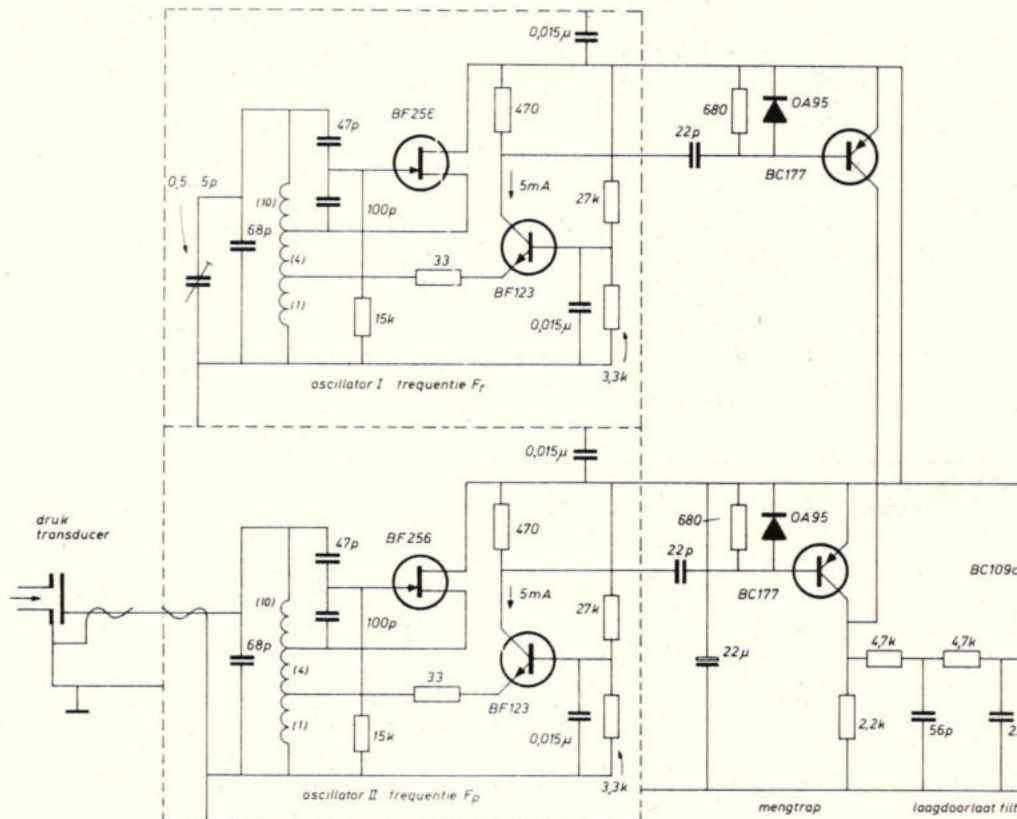 0,015µ
47p
BF256
470
680
OA95
22p
BC177
0,5...5p
(10)
100p
5mA
27k
68p
(4)
33
BF123
(1)
15k
0,015µ
3,3k
oscillator I frequentie Fr
0,015µ
druk
transducer
47p
BF256
470
680
OA95
22p
BC177
BC109c
(10)
100p
5mA
27k
68p
22µ
4,7k
4,7k
(4)
33
BF123
(1)
15k
0,015µ
2,2k
56p
3,3k
oscillator II frequentie Fp
mengtrap
laagdoorlaat filt